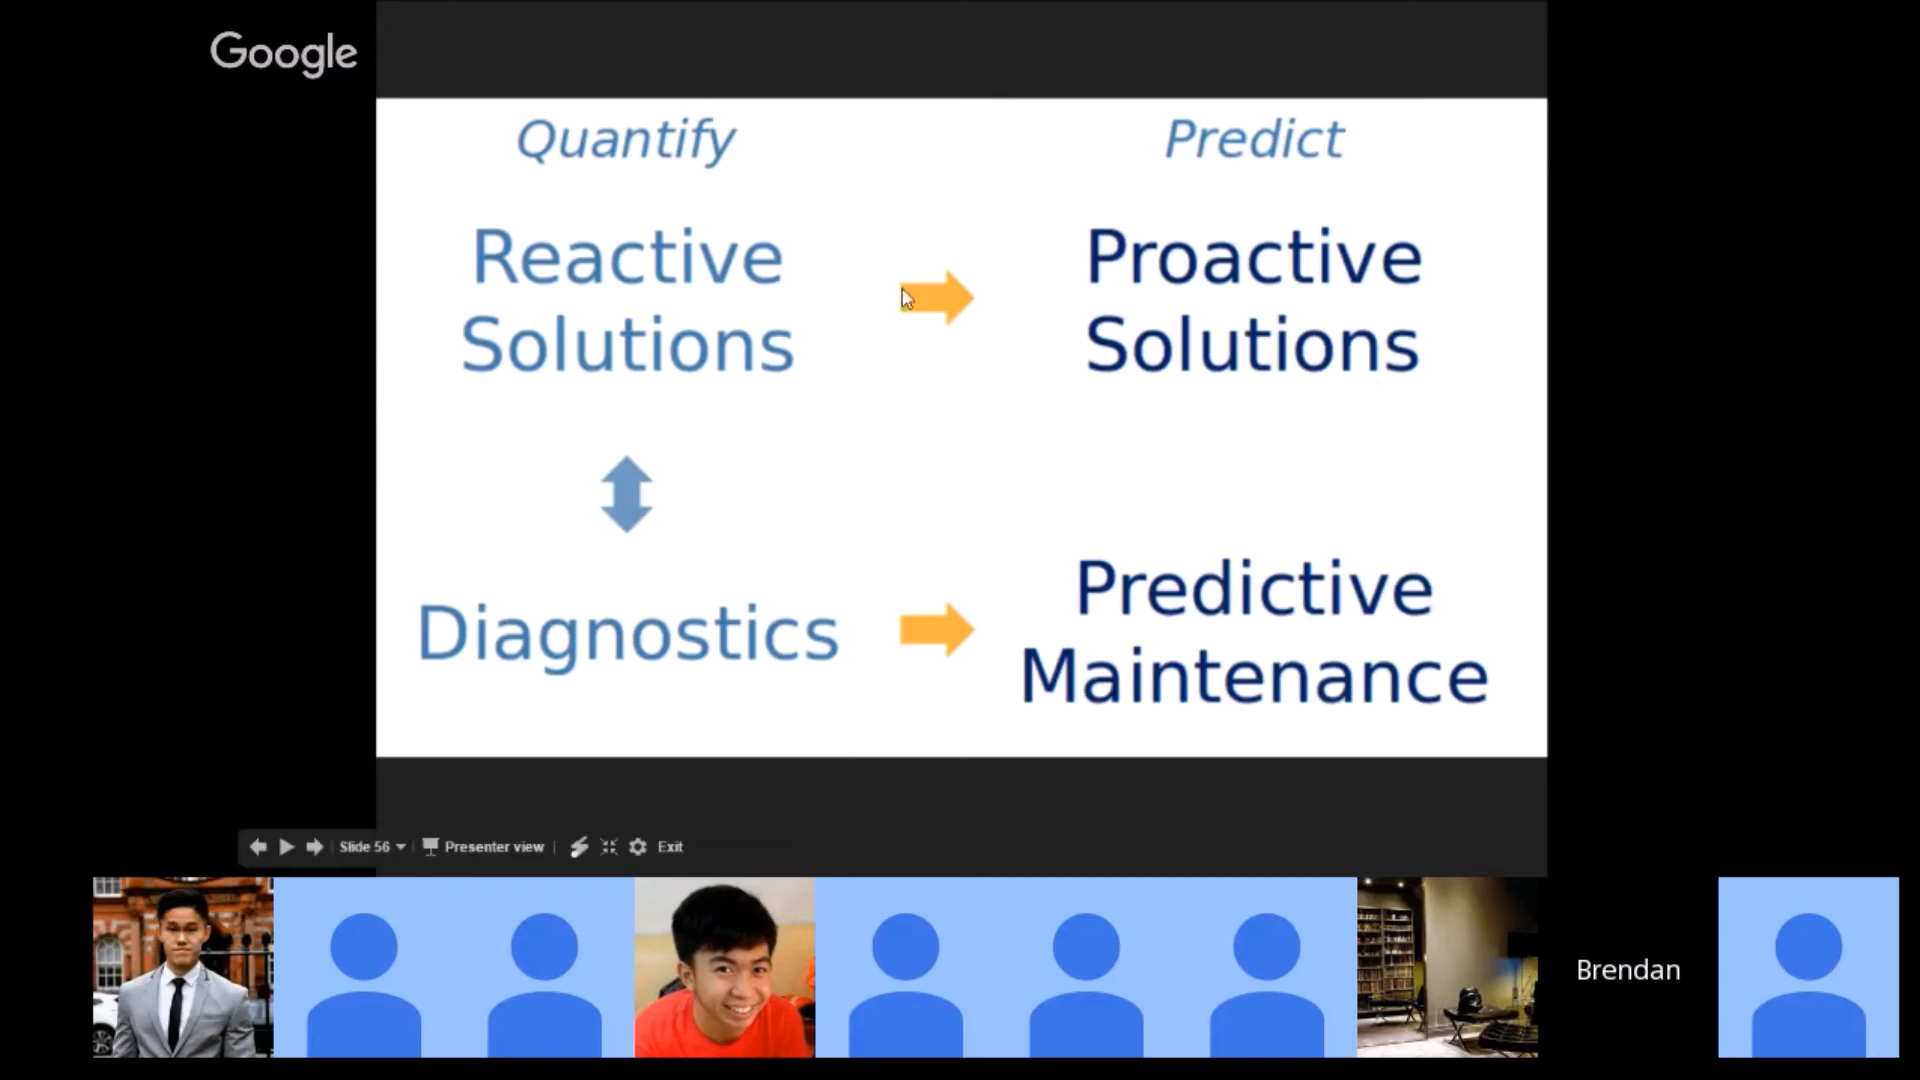 Google
Quantify
Predict
Reactive
Solutions
Proactive
Solutions
Diagnostics
Predictive
Maintenance
Slide 56
Presenter view
Exit
Brendan